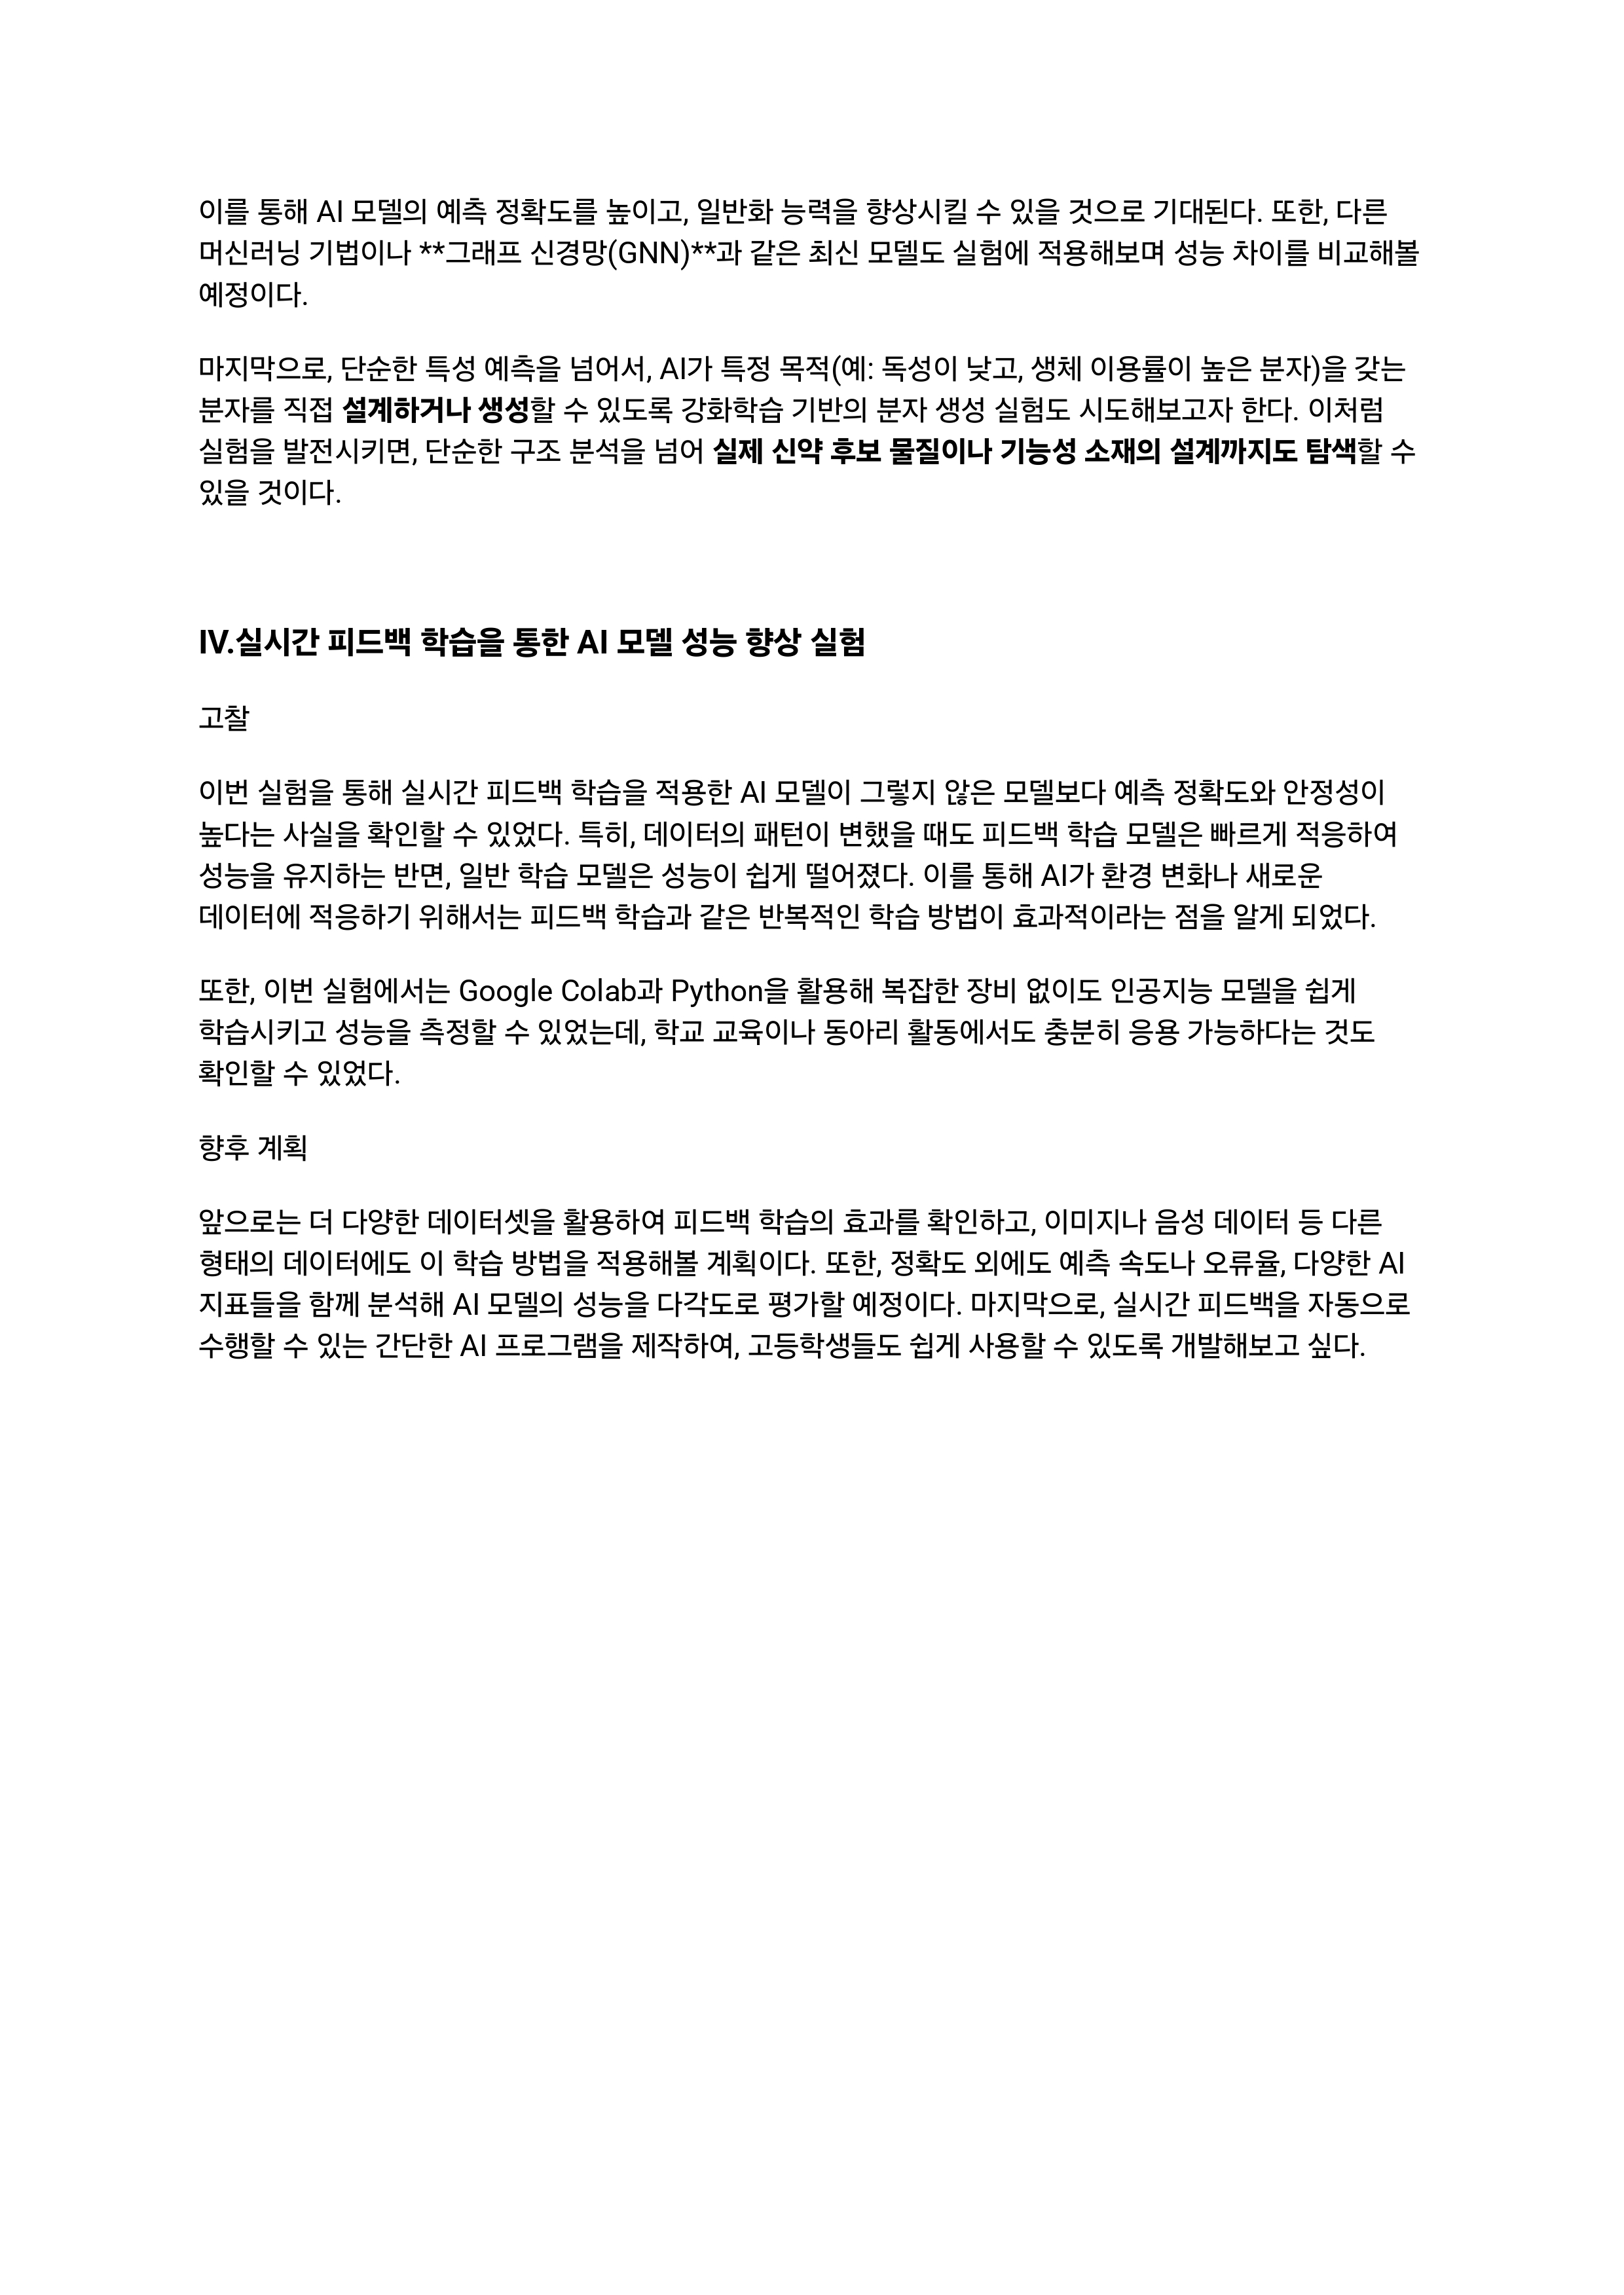 이를 통해 AI 모델의 예측 정확도를 높이고, 일반화 능력을 향상시킬 수 있을 것으로 기대된다. 또한, 다른
머신러닝 기법이나 **그래프 신경망(GNN)**과 같은 최신 모델도 실험에 적용해보며 성능 차이를 비교해볼
예정이다.
마지막으로, 단순한 특성 예측을 넘어서, AI가 특정 목적(예: 독성이 낮고, 생체 이용률이 높은 분자)을 갖는
분자를 직접 설계하거나 생성할 수 있도록 강화학습 기반의 분자 생성 실험도 시도해보고자 한다. 이처럼
실험을 발전시키면, 단순한 구조 분석을 넘어 실제 신약 후보 물질이나 기능성 소재의 설계까지도 탐색할 수
있을 것이다.
IV.실시간 피드백 학습을 통한 AI 모델 성능 향상 실험
고찰
이번 실험을 통해 실시간 피드백 학습을 적용한 AI 모델이 그렇지 않은 모델보다 예측 정확도와 안정성이
높다는 사실을 확인할 수 있었다. 특히, 데이터의 패턴이 변했을 때도 피드백 학습 모델은 빠르게 적응하여
성능을 유지하는 반면, 일반 학습 모델은 성능이 쉽게 떨어졌다. 이를 통해 AI가 환경 변화나 새로운
데이터에 적응하기 위해서는 피드백 학습과 같은 반복적인 학습 방법이 효과적이라는 점을 알게 되었다.
또한, 이번 실험에서는 Google Colab과 Python을 활용해 복잡한 장비 없이도 인공지능 모델을 쉽게
학습시키고 성능을 측정할 수 있었는데, 학교 교육이나 동아리 활동에서도 충분히 응용 가능하다는 것도
확인할 수 있었다.
향후 계획
앞으로는 더 다양한 데이터셋을 활용하여 피드백 학습의 효과를 확인하고, 이미지나 음성 데이터 등 다른
형태의 데이터에도 이 학습 방법을 적용해볼 계획이다. 또한, 정확도 외에도 예측 속도나 오류율, 다양한 AI
지표들을 함께 분석해 AI 모델의 성능을 다각도로 평가할 예정이다. 마지막으로, 실시간 피드백을 자동으로
수행할 수 있는 간단한 AI 프로그램을 제작하여, 고등학생들도 쉽게 사용할 수 있도록 개발해보고 싶다.